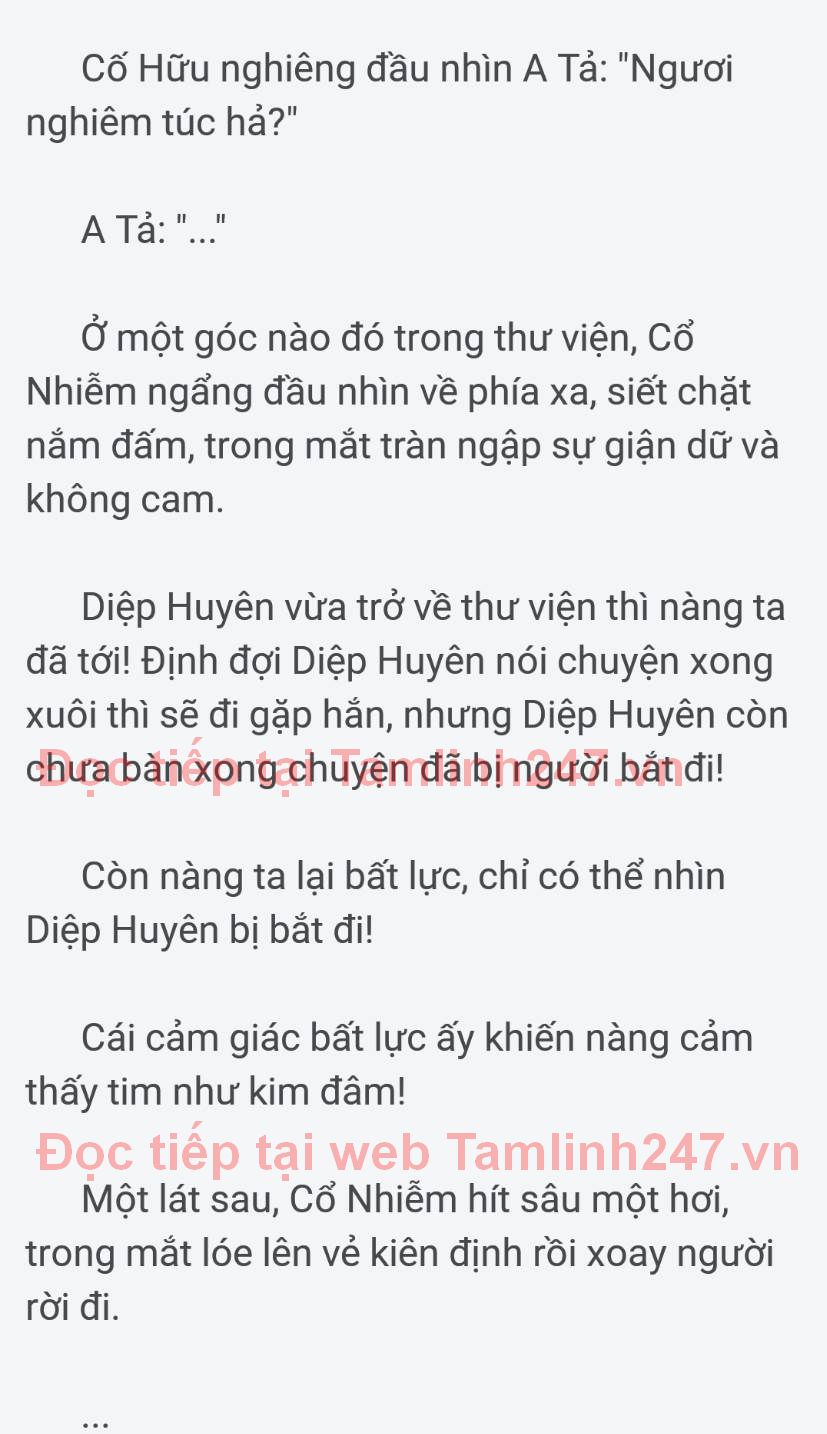 Cố Hữu nghiêng đầu nhìn A Tả: "Ngươi
nghiêm túc hả?"
A Tả: "..."
Ở một góc nào đó trong thư viện, Cổ
Nhiễm ngẩng đầu nhìn về phía xa, siết chặt
nắm đấm, trong mắt tràn ngập sự giận dữ và
không cam.
Diệp Huyên vừa trở về thư viện thì nàng ta
đã tới! Định đợi Diệp Huyên nói chuyện xong
xuôi thì sẽ đi gặp hắn, nhưng Diệp Huyên còn
chưa bàn xong chuyện đã bị người bắt đi!
Đọc tiếp tại Tamlinh247.vn
Còn nàng ta lại bất lực, chỉ có thể nhìn
Diệp Huyên bị bắt đi!
Cái cảm giác bất lực ấy khiến nàng cảm
thấy tim như kim đâm!
Đọc tiếp tại web Tamlinh247.vn
Một lát sau, Cổ Nhiễm hít sâu một hơi,
trong mắt lóe lên vẻ kiên định rồi xoay người
rời đi.
...